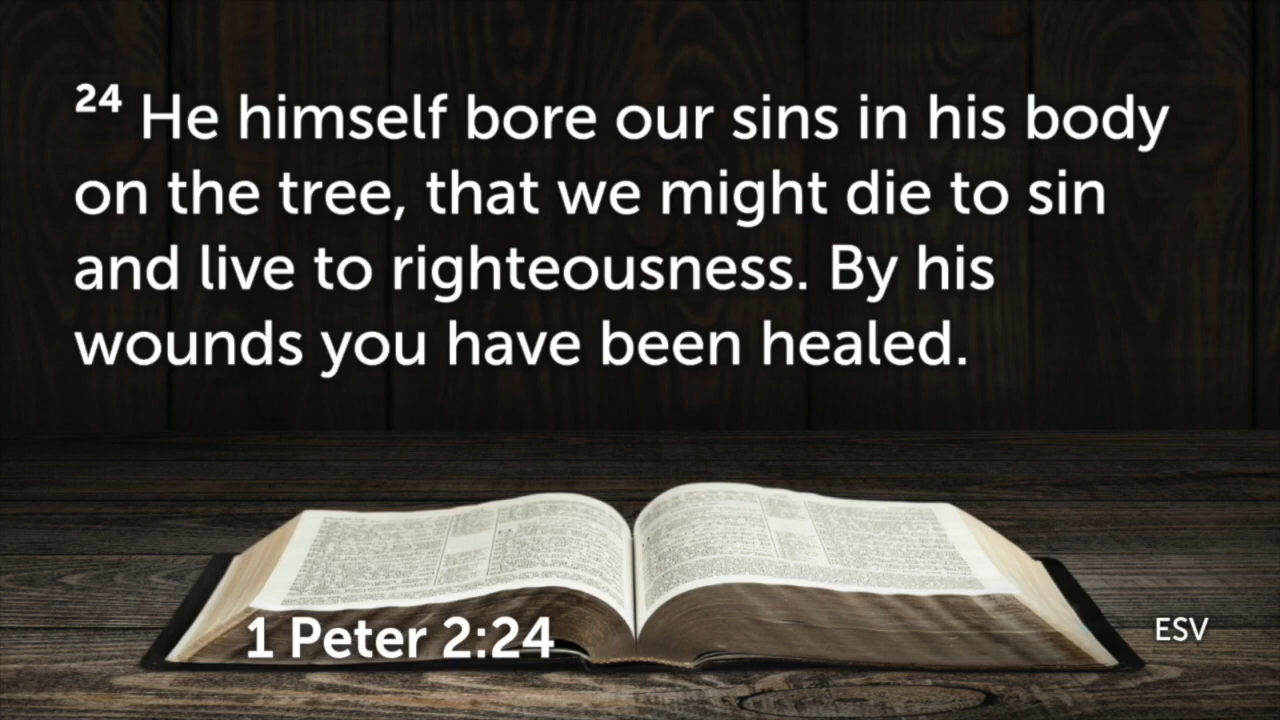 24 He himself bore our sins in his body
on the tree, that we might die to sin
and live to righteousness. By his
wounds you have been healed.
1 Peter 2:24
ESV